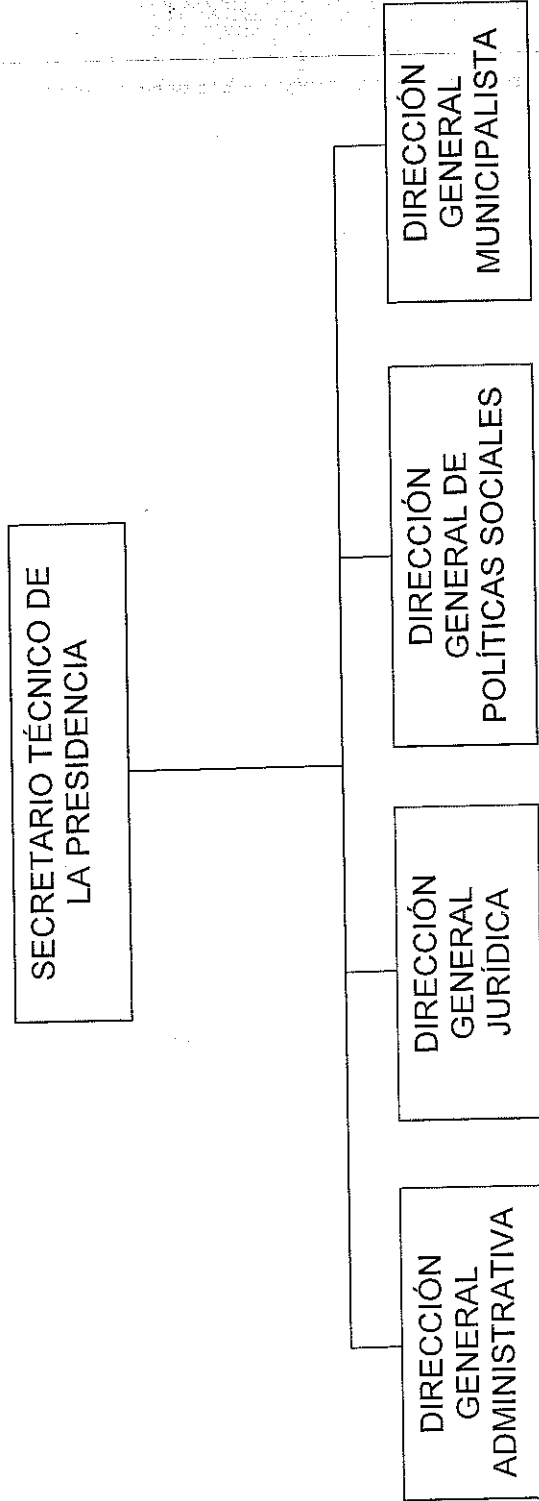 SECRETARIO TÉCNICO DE
LA PRESIDENCIA
DIRECCIÓN
GENERAL
ADMINISTRATIVA
DIRECCIÓN
GENERAL
JURÍDICA
DIRECCIÓN
GENERAL DE
POLÍTICAS SOCIALES
DIRECCIÓN
GENERAL
MUNICIPALISTA